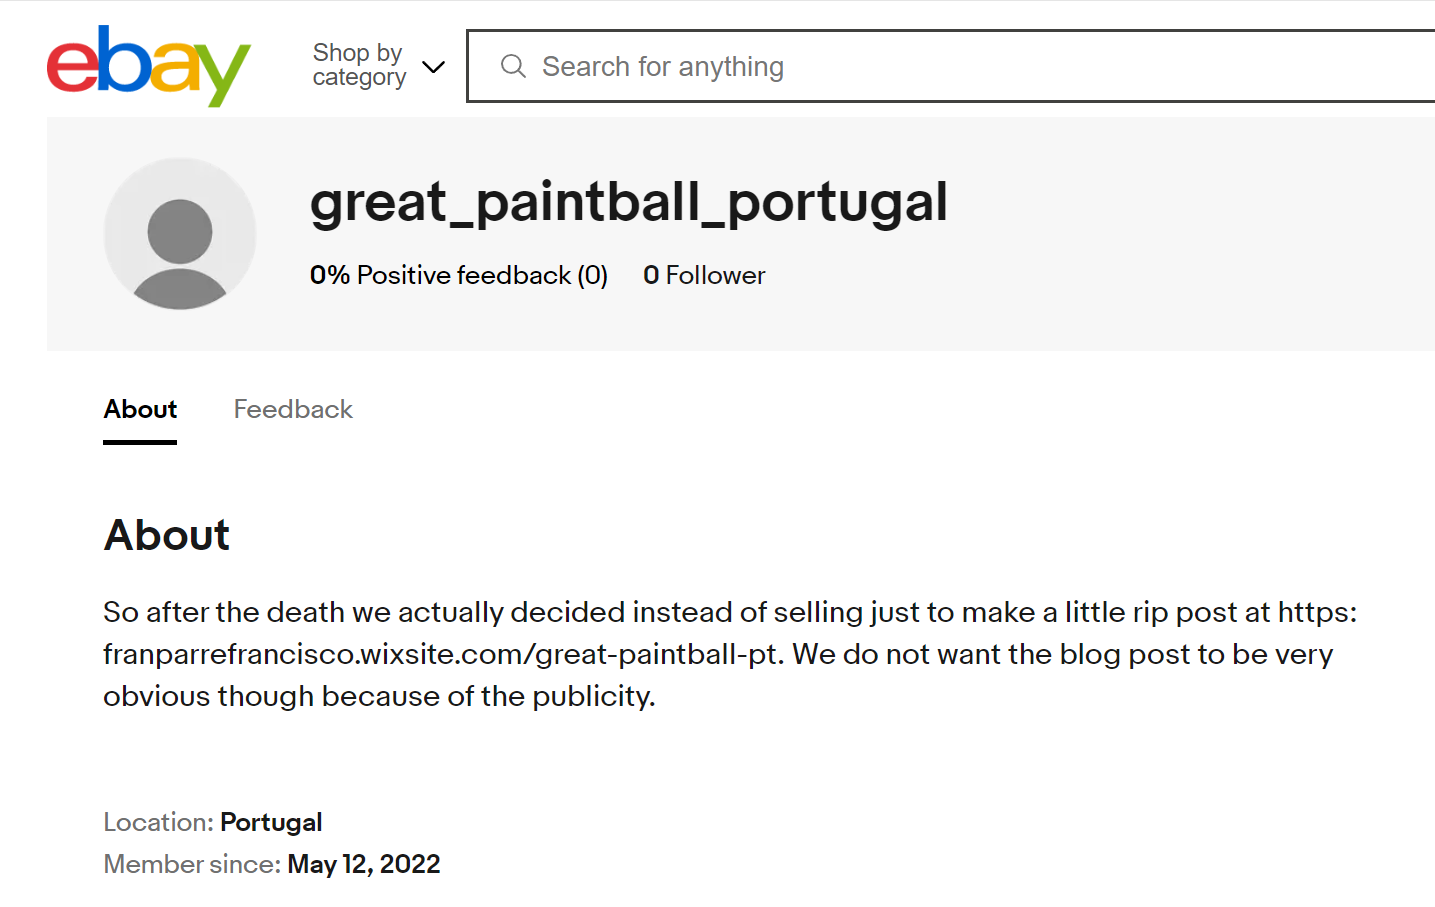 ebay
Shop by
category
Search for anything
great_paintball_portugal
0% Positive feedback (0) 0 Follower
About Feedback
About
So after the death we actually decided instead of selling just to make a little rip post at https:
franparrefrancisco.wixsite.com/great-paintball-pt. We do not want the blog post to be very
obvious though because of the publicity.
Location: Portugal
Member since: May 12, 2022